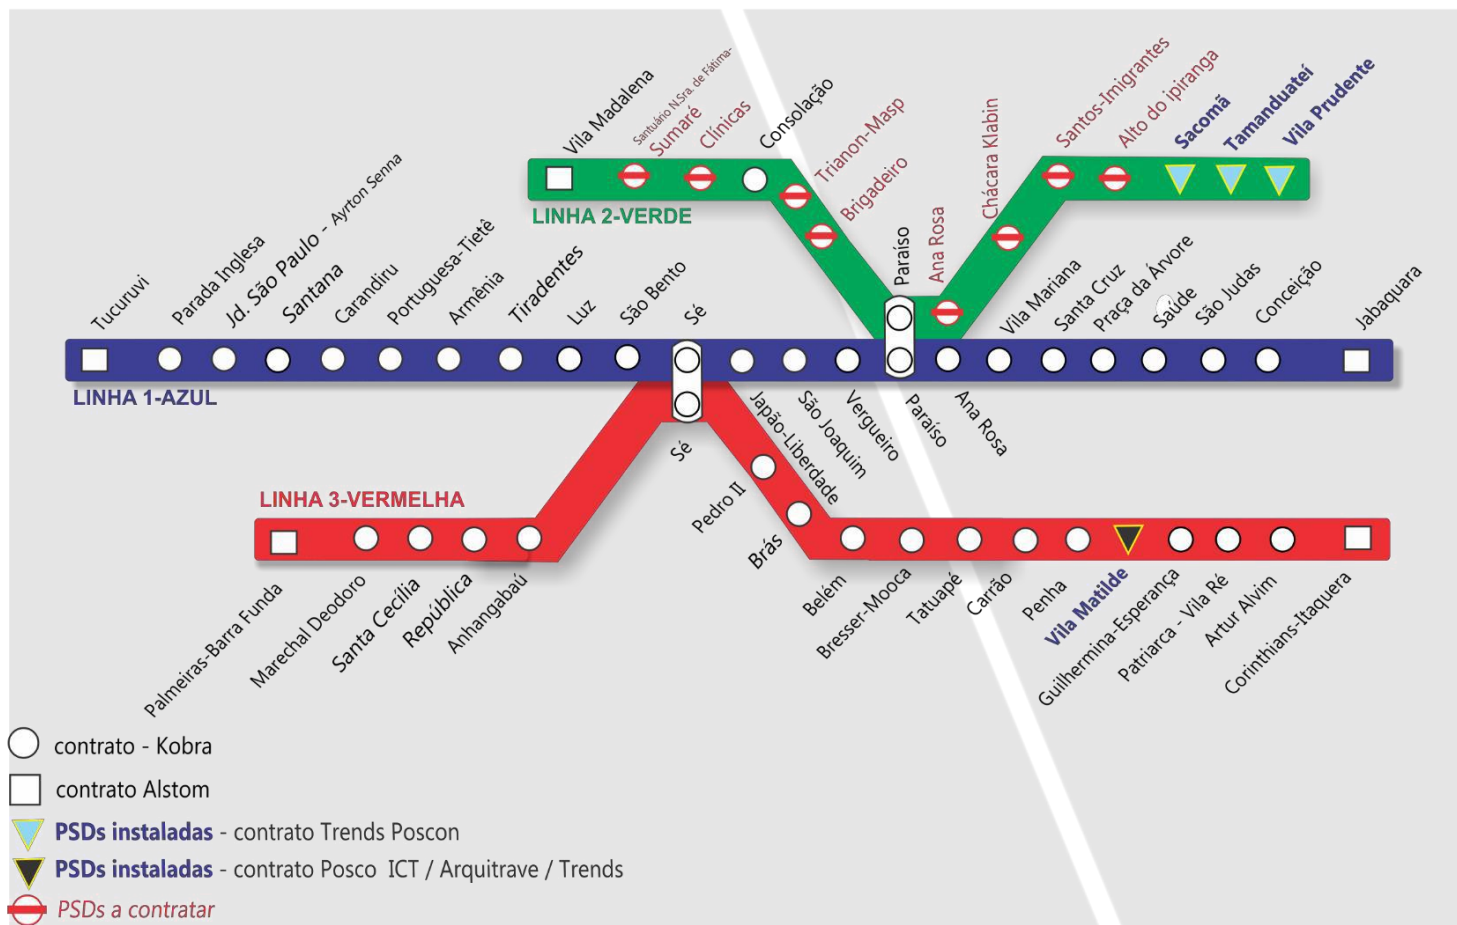 Vila Madalena
Santuário N.Sra. de Fátima-
Sumaré
Clínicas
Consolação
Trianon-Masp
Brigadeiro
Paraíso
Ana Rosa
Chácara Klabin
Santos-Imigrantes
Alto do ipiranga
Sacomã
Tamanduateí
Vila Prudente
LINHA 2-VERDE
Tucuruvi
Parada Inglesa
Jd. São Paulo - Ayrton Senna
Santana
Carandiru
Portuguesa-Tietê
Armênia
Tiradentes
Luz
São Bento
Sé
Vila Mariana
Santa Cruz
Praça da Árvore
Saúde
São Judas
Conceição
Jabaquara
LINHA 1-AZUL
Japão-Liberdade
São Joaquim
Vergueiro
Paraíso
Ana Rosa
Sé
LINHA 3-VERMELHA
Pedro II
Brás
Palmeiras-Barra Funda
Marechal Deodoro
Santa Cecília
República
Anhangabaú
Belém
Bresser-Mooca
Tatuapé
Carrão
Penha
Vila Matilde
Guilhermina-Esperança
Patriarca - Vila Ré
Artur Alvim
Corinthians-Itaquera
contrato - Kobra
contrato Alstom
PSDs instaladas - contrato Trends Poscon
PSDs instaladas - contrato Posco ICT / Arquitrave / Trends
PSDs a contratar